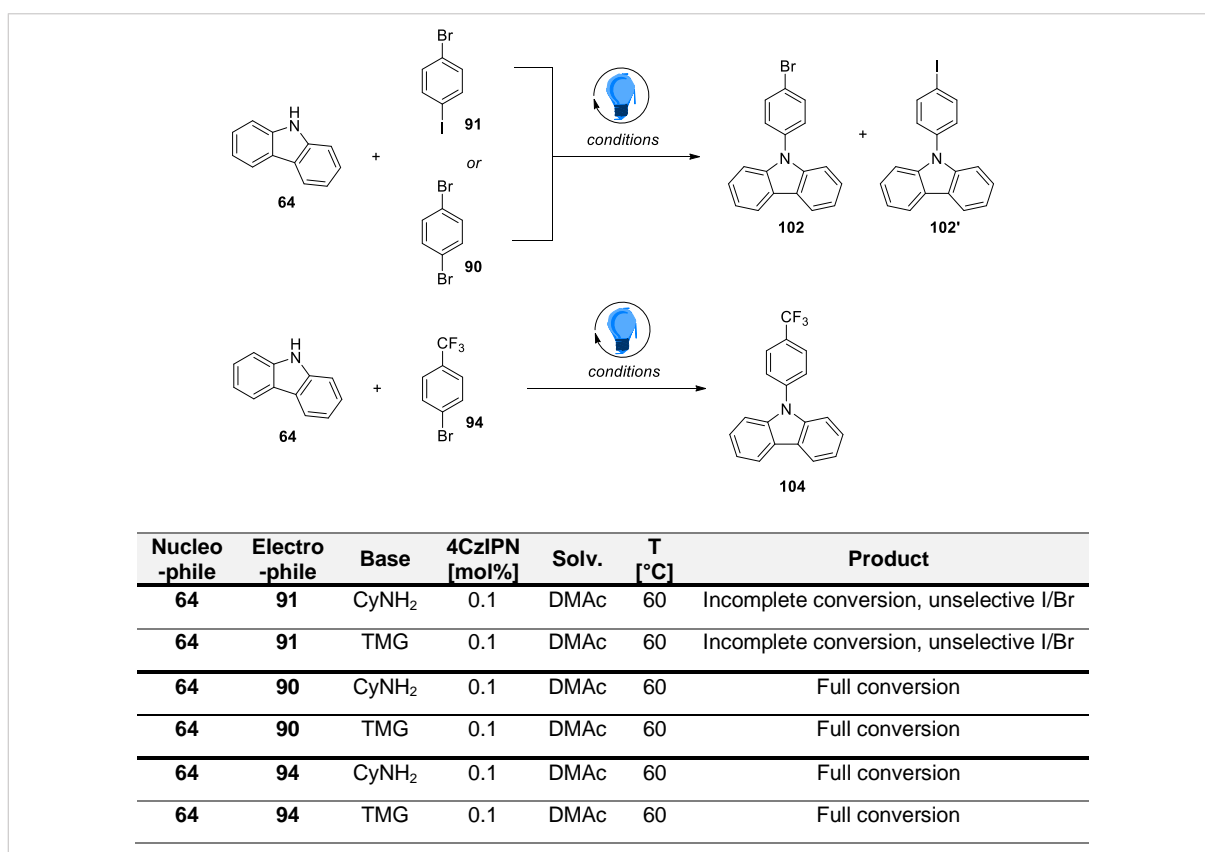 Br
I
91
or
Br
Br
90
H
N
64
+
conditions
Br
N
102
+
I
N
102'
H
N
64
+
CF3
Br
94
conditions
CF3
N
104
Nucleo -phile Electro -phile Base 4CzIPN [mol%] Solv. T [°C] Product
64 91 CyNH2 0.1 DMAc 60 Incomplete conversion, unselective I/Br
64 91 TMG 0.1 DMAc 60 Incomplete conversion, unselective I/Br
64 90 CyNH2 0.1 DMAc 60 Full conversion
64 90 TMG 0.1 DMAc 60 Full conversion
64 94 CyNH2 0.1 DMAc 60 Full conversion
64 94 TMG 0.1 DMAc 60 Full conversion